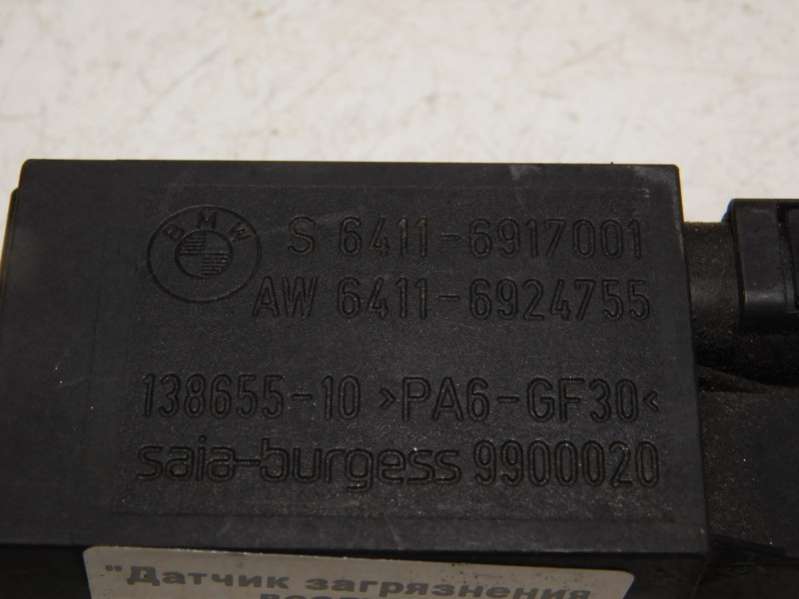 BMW
S 6411-6917001
AW 6411-6924755
138655-10 >PA6-GF30<
saia-burgess 9900020
"Датчик загрязнения